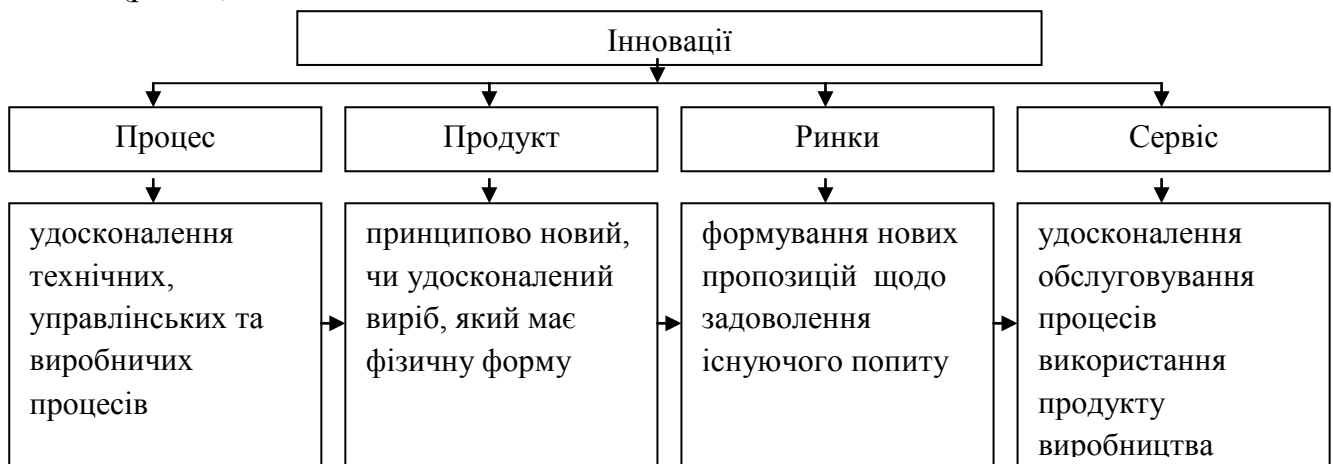 Інновації
Процес
Продукт
Ринки
Сервіс
удосконалення
технічних,
управлінських та
виробничих
процесів
принципово новий,
чи удосконалений
виріб, який має
фізичну форму
формування нових
пропозицій щодо
задоволення
існуючого попиту
удосконалення
обслуговування
процесів
використання
продукту
виробництва